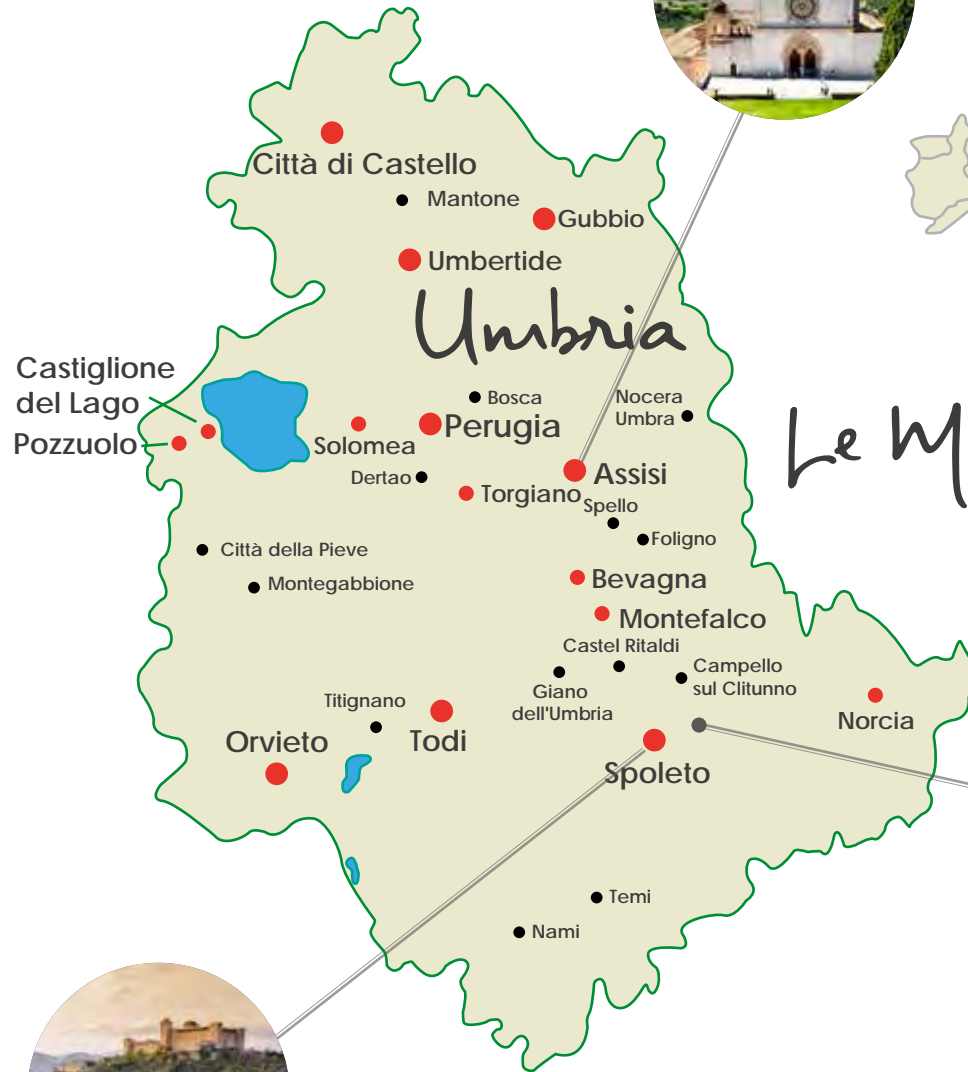 Città di Castello
Mantone
Gubbio
Umbertide
Umbria
Castiglione
del Lago
Pozzuolo
Bosca
Nocera
Umbra
Solomea
Perugia
Le M
Dertao
Assisi
Torgiano
Spello
Foligno
Città della Pieve
Montegabbione
Bevagna
Montefalco
Castel Ritaldi
Giano
dell'Umbria
Campello
sul Clitunno
Norcia
Titignano
Todi
Orvieto
Spoleto
Temi
Nami